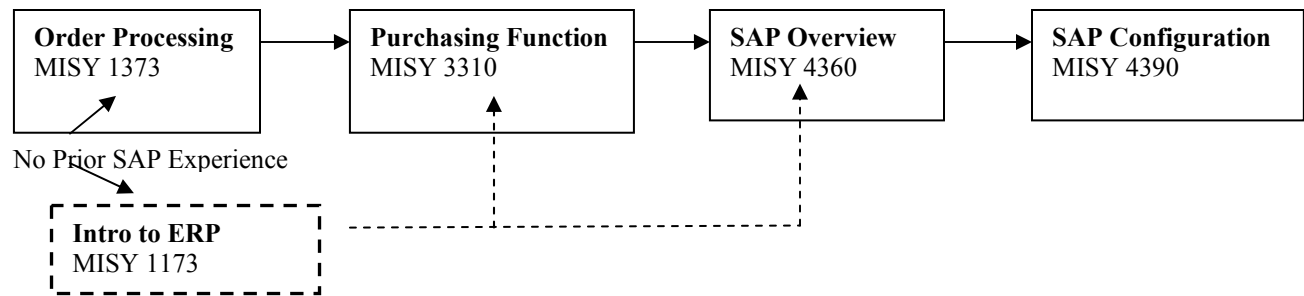 Order Processing
MISY 1373
Purchasing Function
MISY 3310
SAP Overview
MISY 4360
SAP Configuration
MISY 4390
No Prior SAP Experience
Intro to ERP
MISY 1173